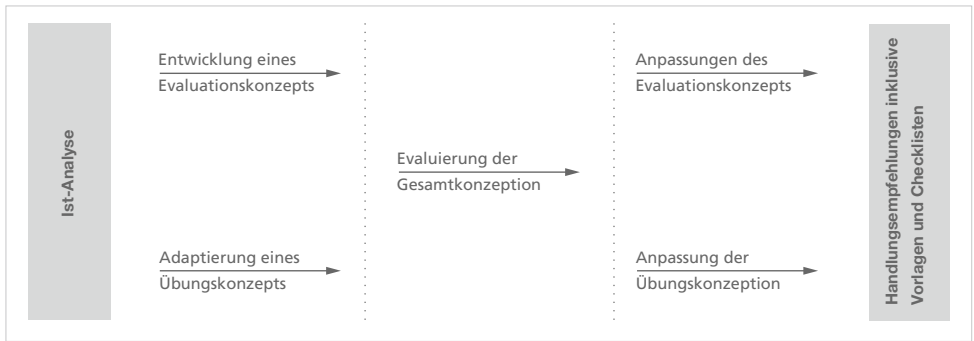 Ist-Analyse
Entwicklung eines
Evaluationskonzepts
Adaptierung eines
Übungskonzepts
Evaluierung der
Gesamtkonzeption
Anpassungen des
Evaluationskonzepts
Anpassung der
Übungskonzeption
Handlungsempfehlungen inklusive
Vorlagen und Checklisten